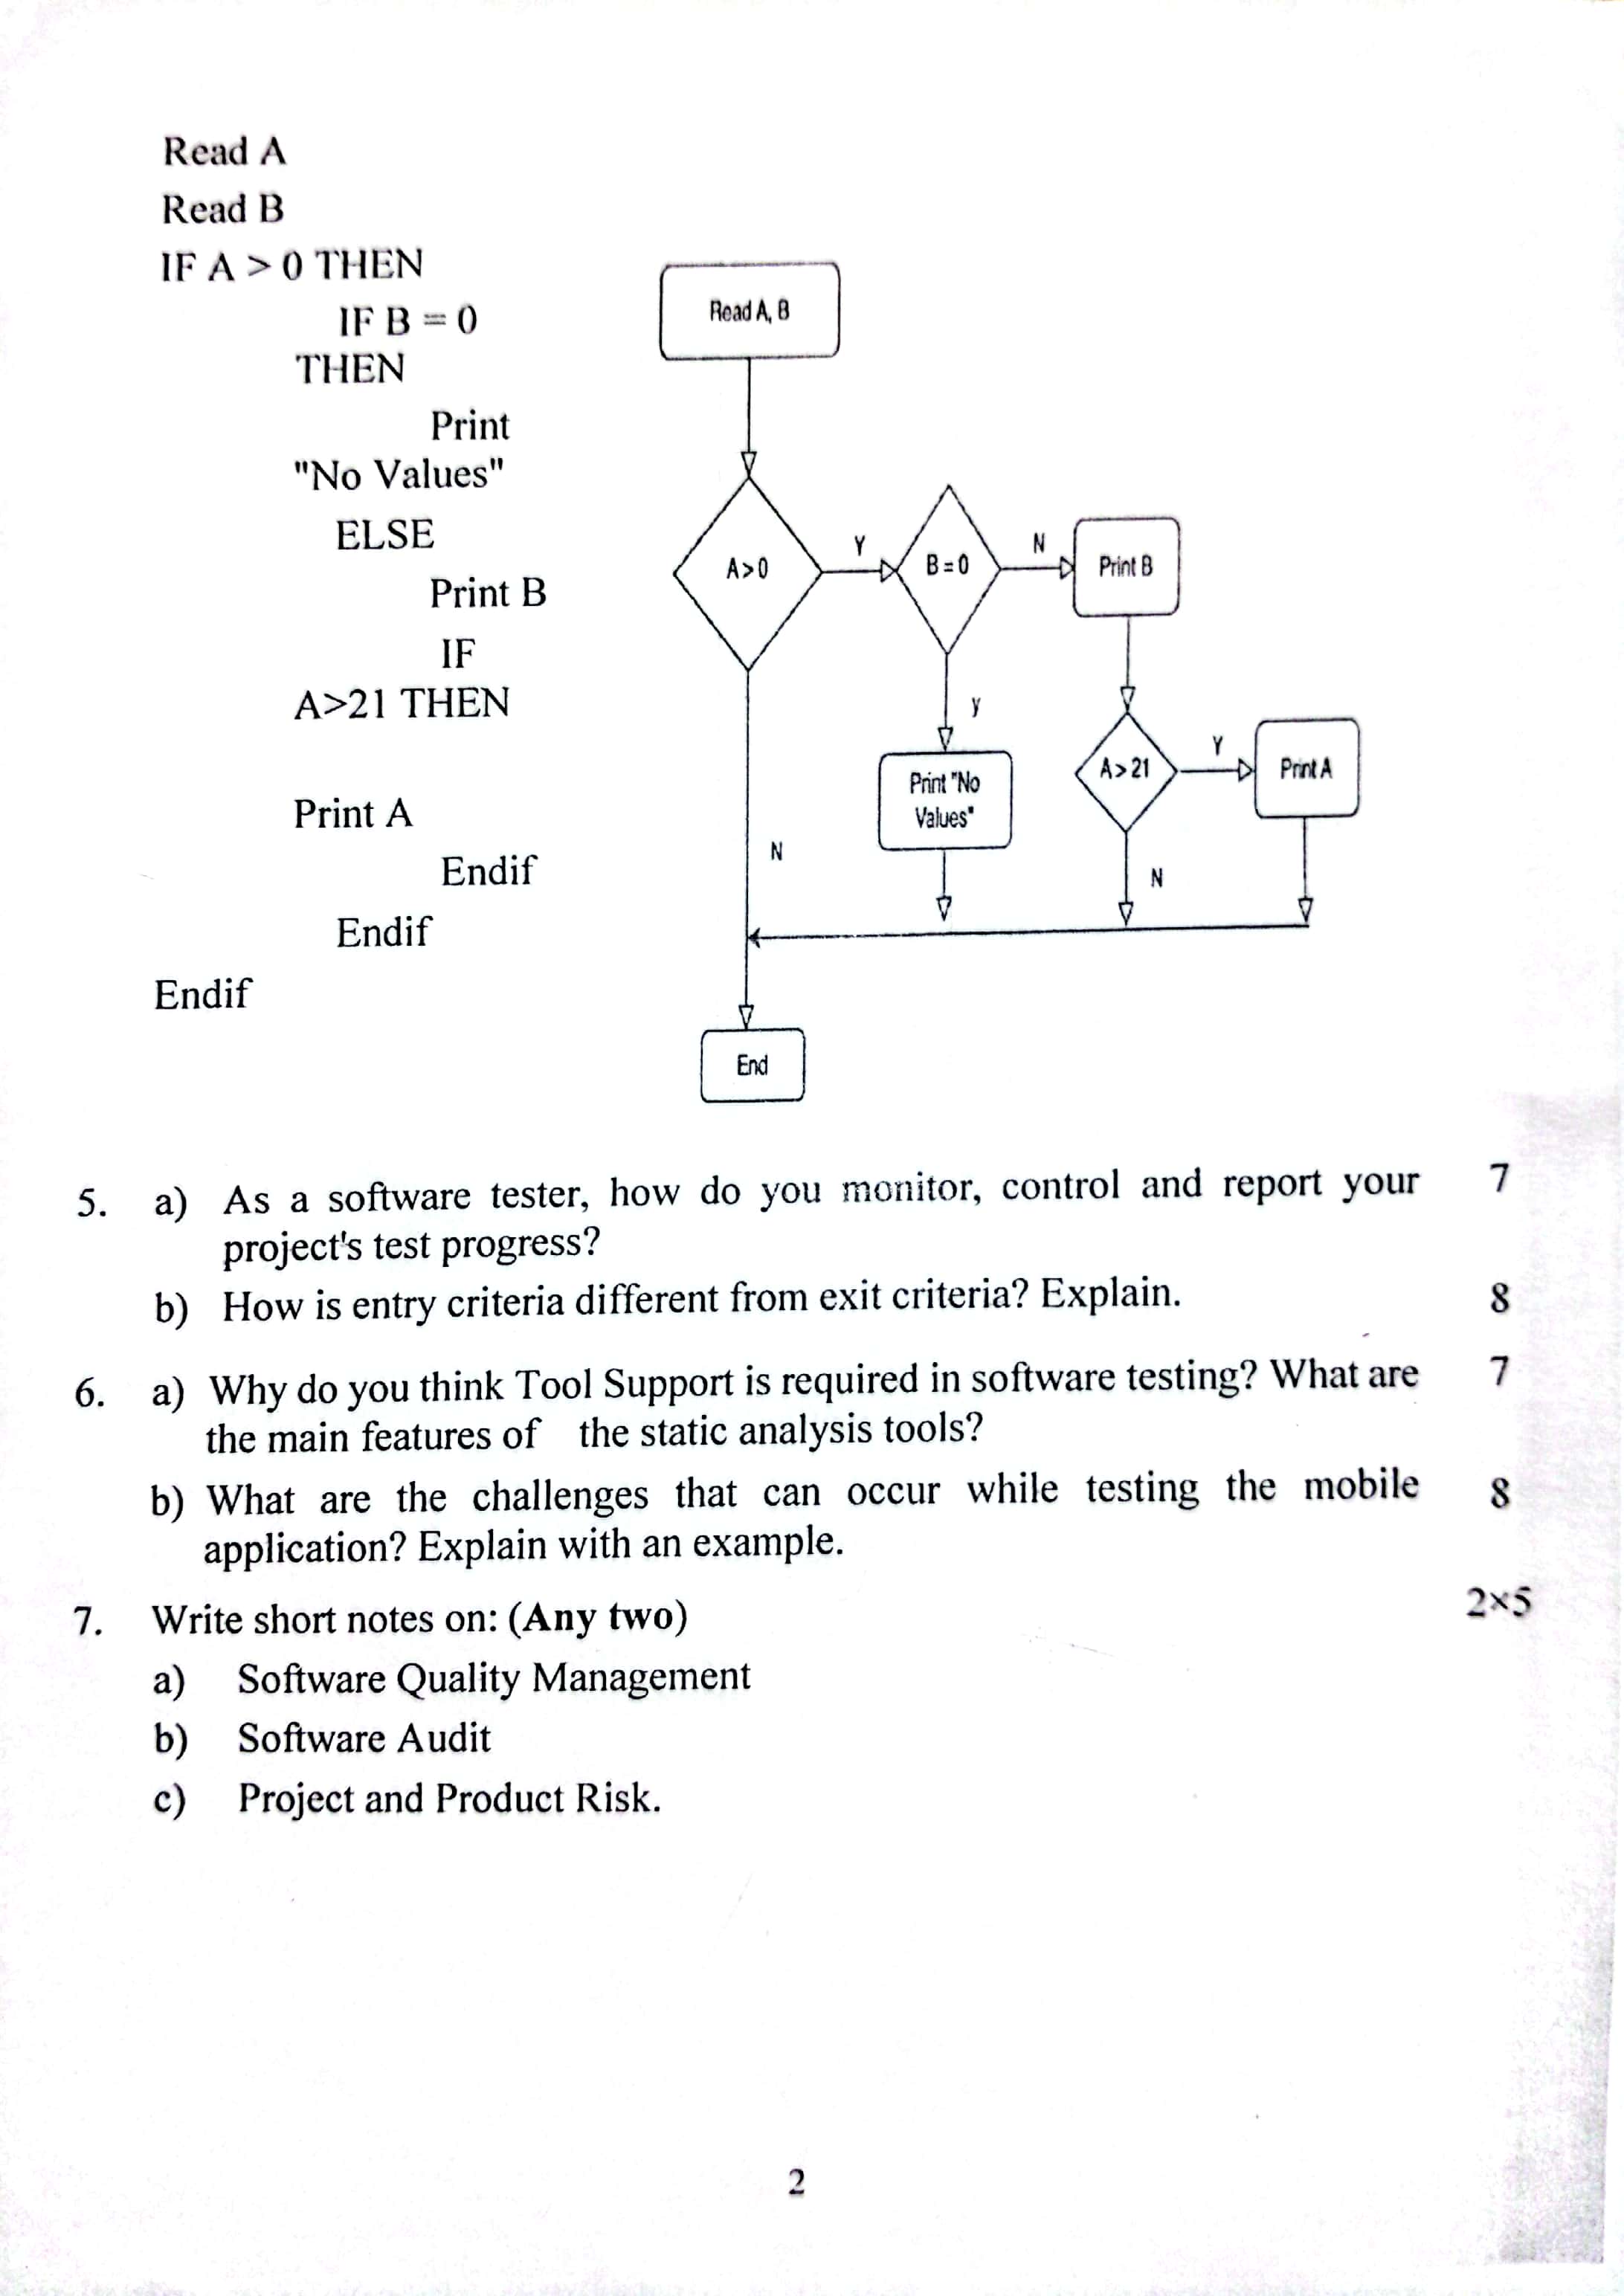 Read A
Read B
IF A > 0 THEN
IF B = 0
THEN
Print
"No Values"
ELSE
Print B
IF
A>21 THEN
Print A
Endif
Endif
Endif
Read A, B
A>0
Y
B=0
N
Print B
y
Print "No
Values"
A>21
Y
Print A
N
N
End
5. a) As a software tester, how do you monitor, control and report your 7
project's test progress?
b) How is entry criteria different from exit criteria? Explain. 8
6. a) Why do you think Tool Support is required in software testing? What are 7
the main features of the static analysis tools?
b) What are the challenges that can occur while testing the mobile 8
application? Explain with an example.
7. Write short notes on: (Any two) 2×5
a) Software Quality Management
b) Software Audit
c) Project and Product Risk.
2